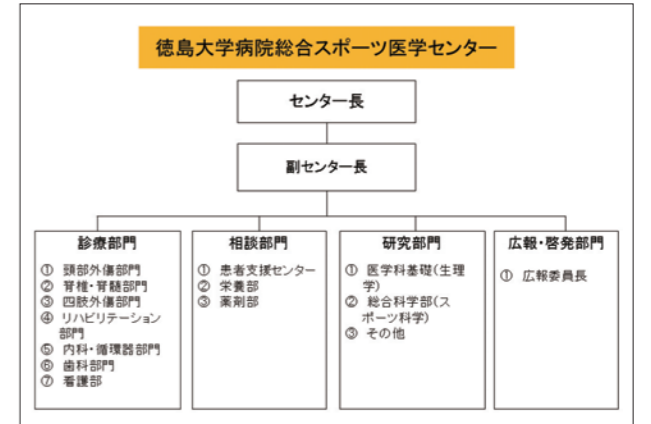 徳島大学病院総合スポーツ医学センター
センター長
副センター長
診療部門
① 頭部外傷部門
② 脊椎・脊髄部門
③ 四肢外傷部門
④ リハビリテーション
部門
⑤ 内科・循環器部門
⑥ 歯科部門
⑦ 看護部
相談部門
① 患者支援センター
② 栄養部
③ 薬剤部
研究部門
① 医学科基礎(生理
学)
② 総合科学部(ス
ポーツ科学)
③ その他
広報・啓発部門
① 広報委員長